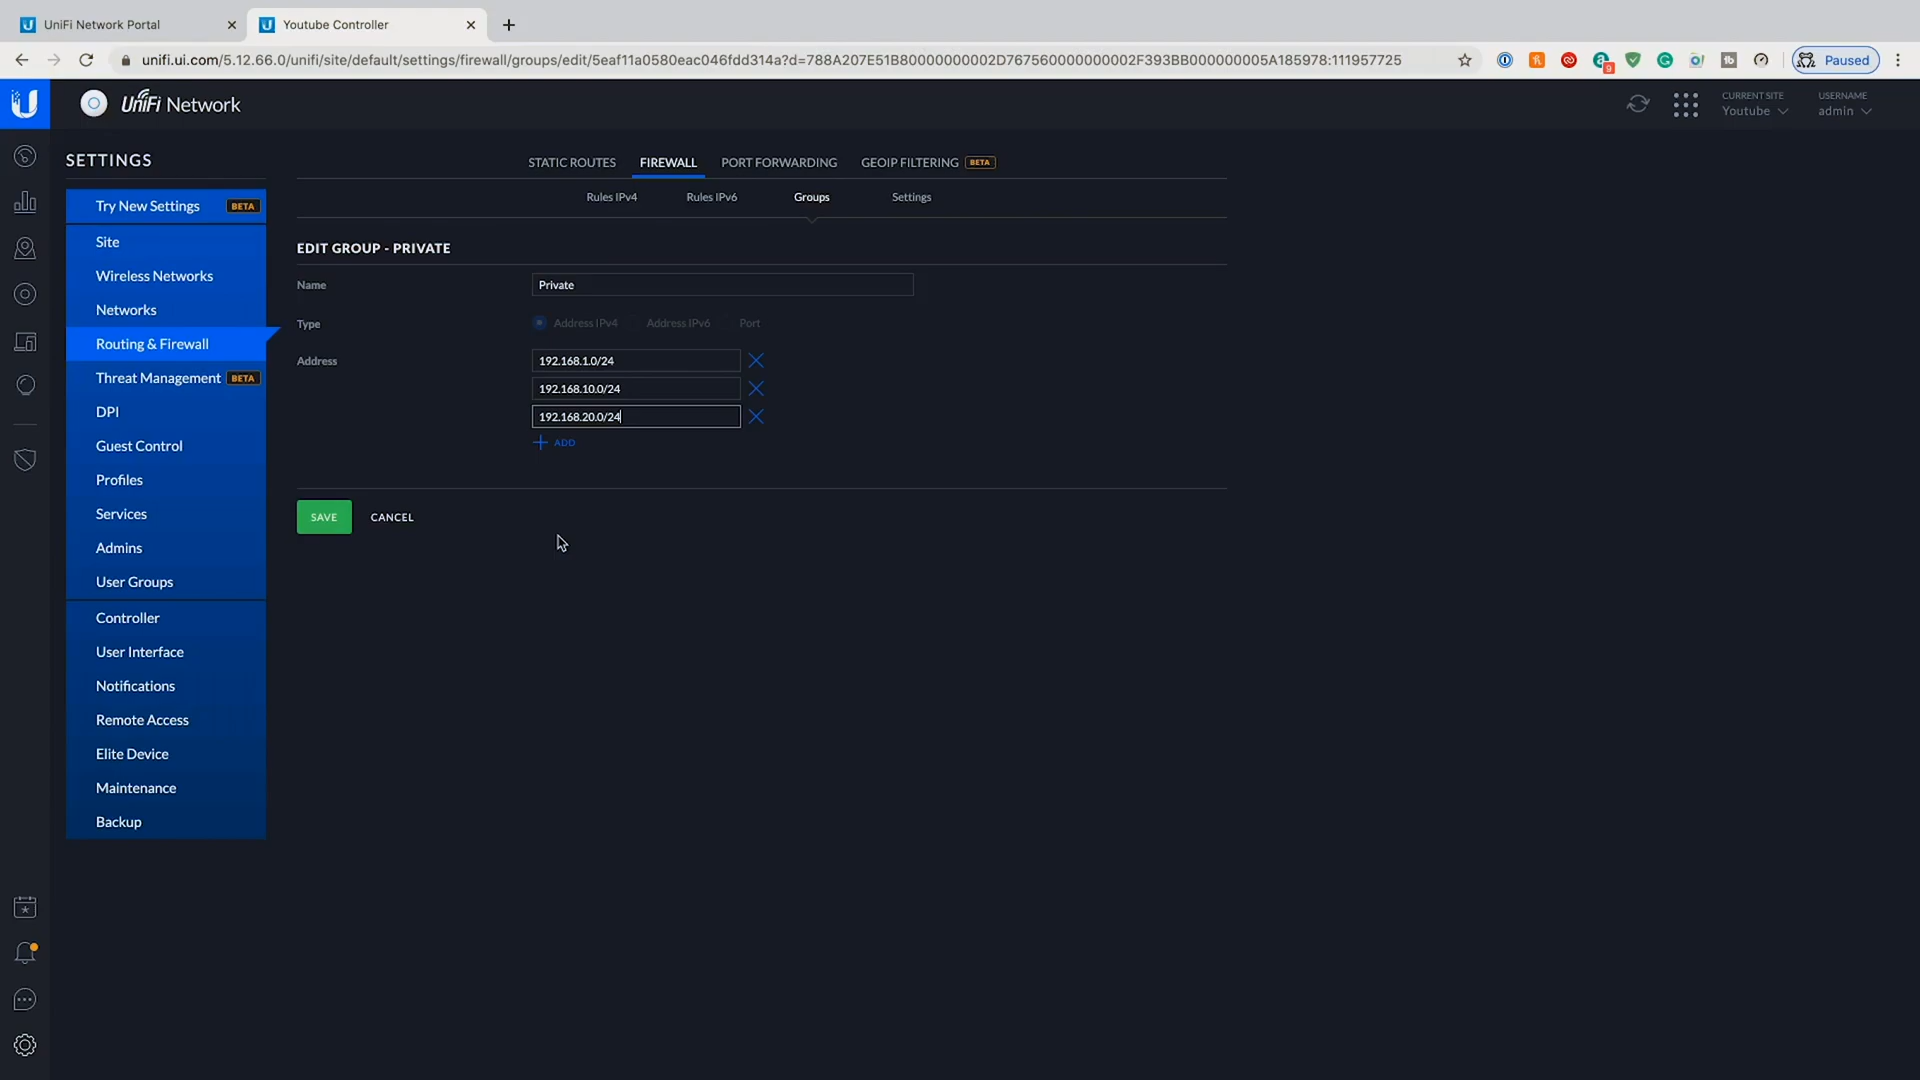 UniFi Network Portal
Youtube Controller
unifi.ui.com/5.12.66.0/unifi/site/default/settings/firewall/groups/edit/5eaf11a0580eac046fdd314a?d=788A207E51B80000000002D767560000000002F393BB000000005A185978:111957725
9
Paused
UniFi Network
CURRENT SITE
Youtube
USERNAME
admin
SETTINGS
Try New Settings BETA
Site
Wireless Networks
Networks
Routing & Firewall
Threat Management BETA
DPI
Guest Control
Profiles
Services
Admins
User Groups
Controller
User Interface
Notifications
Remote Access
Elite Device
Maintenance
Backup
STATIC ROUTES FIREWALL PORT FORWARDING GEOIP FILTERING BETA
Rules IPv4 Rules IPv6 Groups Settings
EDIT GROUP - PRIVATE
Name Private
Type Address IPv4 Address IPv6 Port
Address 192.168.1.0/24
192.168.10.0/24
192.168.20.0/24
ADD
SAVE CANCEL